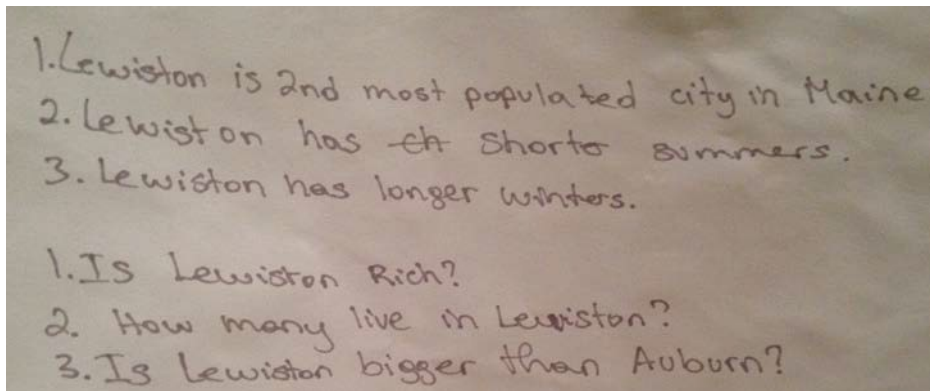 1. Lewiston is 2nd most populated city in Maine
2. Lewiston has ch short summers.
3. Lewiston has longer winters.
1. Is Lewiston Rich?
2. How many live in Lewiston?
3. Is Lewiston bigger than Auburn?